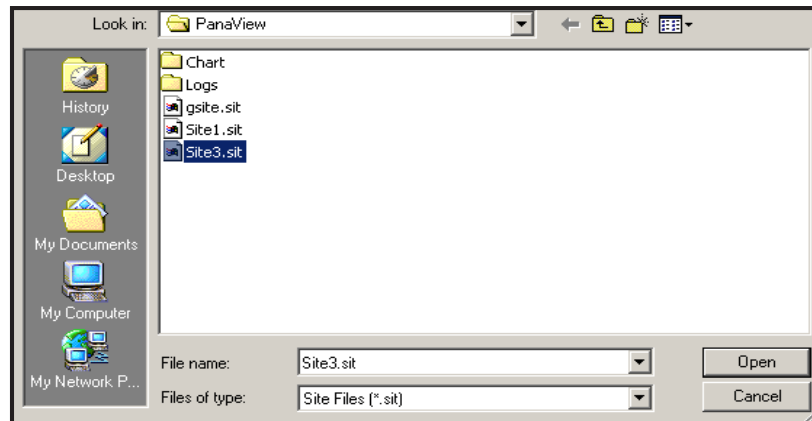 Look in: PanaView
History
Desktop
My Documents
My Computer
My Network P...
Chart
Logs
gsite.sit
Site1.sit
Site3.sit
File name: Site3.sit Open
Files of type: Site Files (*.sit) Cancel